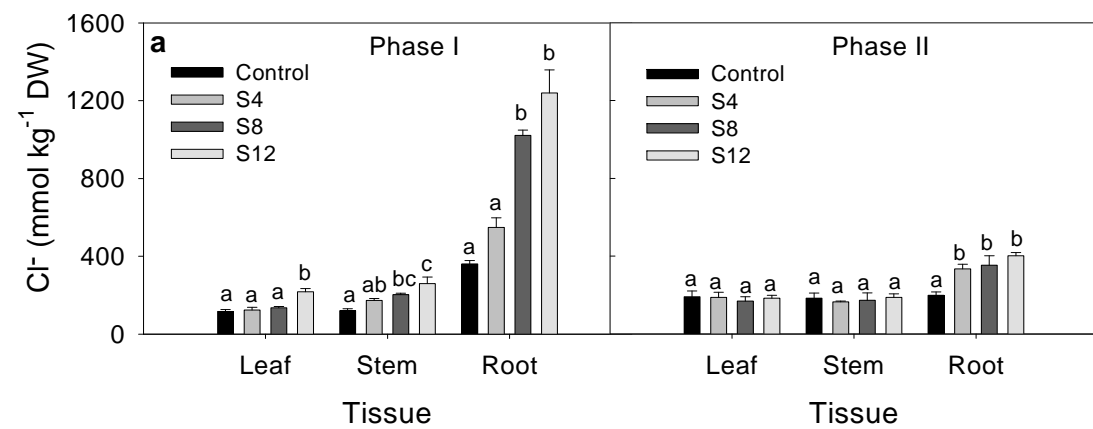 Cl- (mmol kg-1 DW)
1600
1200
800
400
0
a
Phase I
Control
S4
S8
S12
a a a b
a ab bc c
a a b b
Leaf Stem Root
Tissue
Phase II
Control
S4
S8
S12
a a a a
a a a a
a b b b
Leaf Stem Root
Tissue